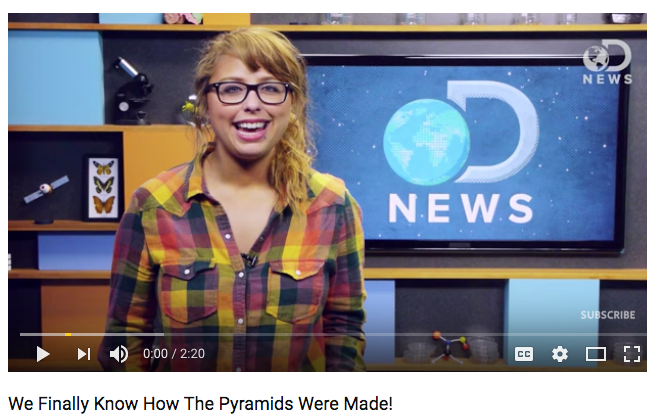 D
NEWS
D
NEWS
SUBSCRIBE
0:00 / 2:20
CC
We Finally Know How The Pyramids Were Made!